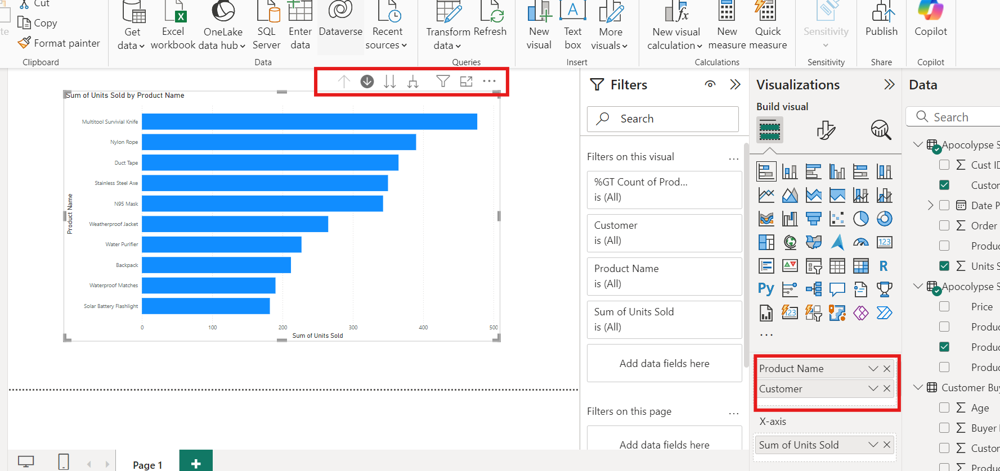 Cut
te
Copy
Format painter
Clipboard
Get data
Excel workbook
OneLake data hub
SQL Server
Enter data
Dataverse
Recent sources
Data
Transform data
Refresh
Queries
New visual
A
Text box
More visuals
Insert
fx
New visual calculation
New measure
Quick measure
Calculations
Sensitivity
Sensitivity
Publish
Share
Copilot
Copilot
Sum of Units Sold by Product Name
Product Name
Multitool Survivial Knife
Nylon Rope
Duct Tape
Stainless Steel Axe
N95 Mask
Weatherproof Jacket
Water Purifier
Backpack
Waterproof Matches
Solar Battery Flashlight
0 100 200 300 400 500
Sum of Units Sold
Page 1
Filters
Search
Filters on this visual
%GT Count of Prod...
is (All)
Customer
is (All)
Product Name
is (All)
Sum of Units Sold
is (All)
Add data fields here
Filters on this page
Add data fields here
Visualizations
Build visual
123
R
Py
123
Product Name
Customer
X-axis
Sum of Units Sold
Data
Search
Apocolypse S
Cust ID
Custor
Date P
Order
Produc
Units S
Apocolypse S
Price
Produc
Produc
Produc
Customer Buy
Age
Buyer
Custor
Produc